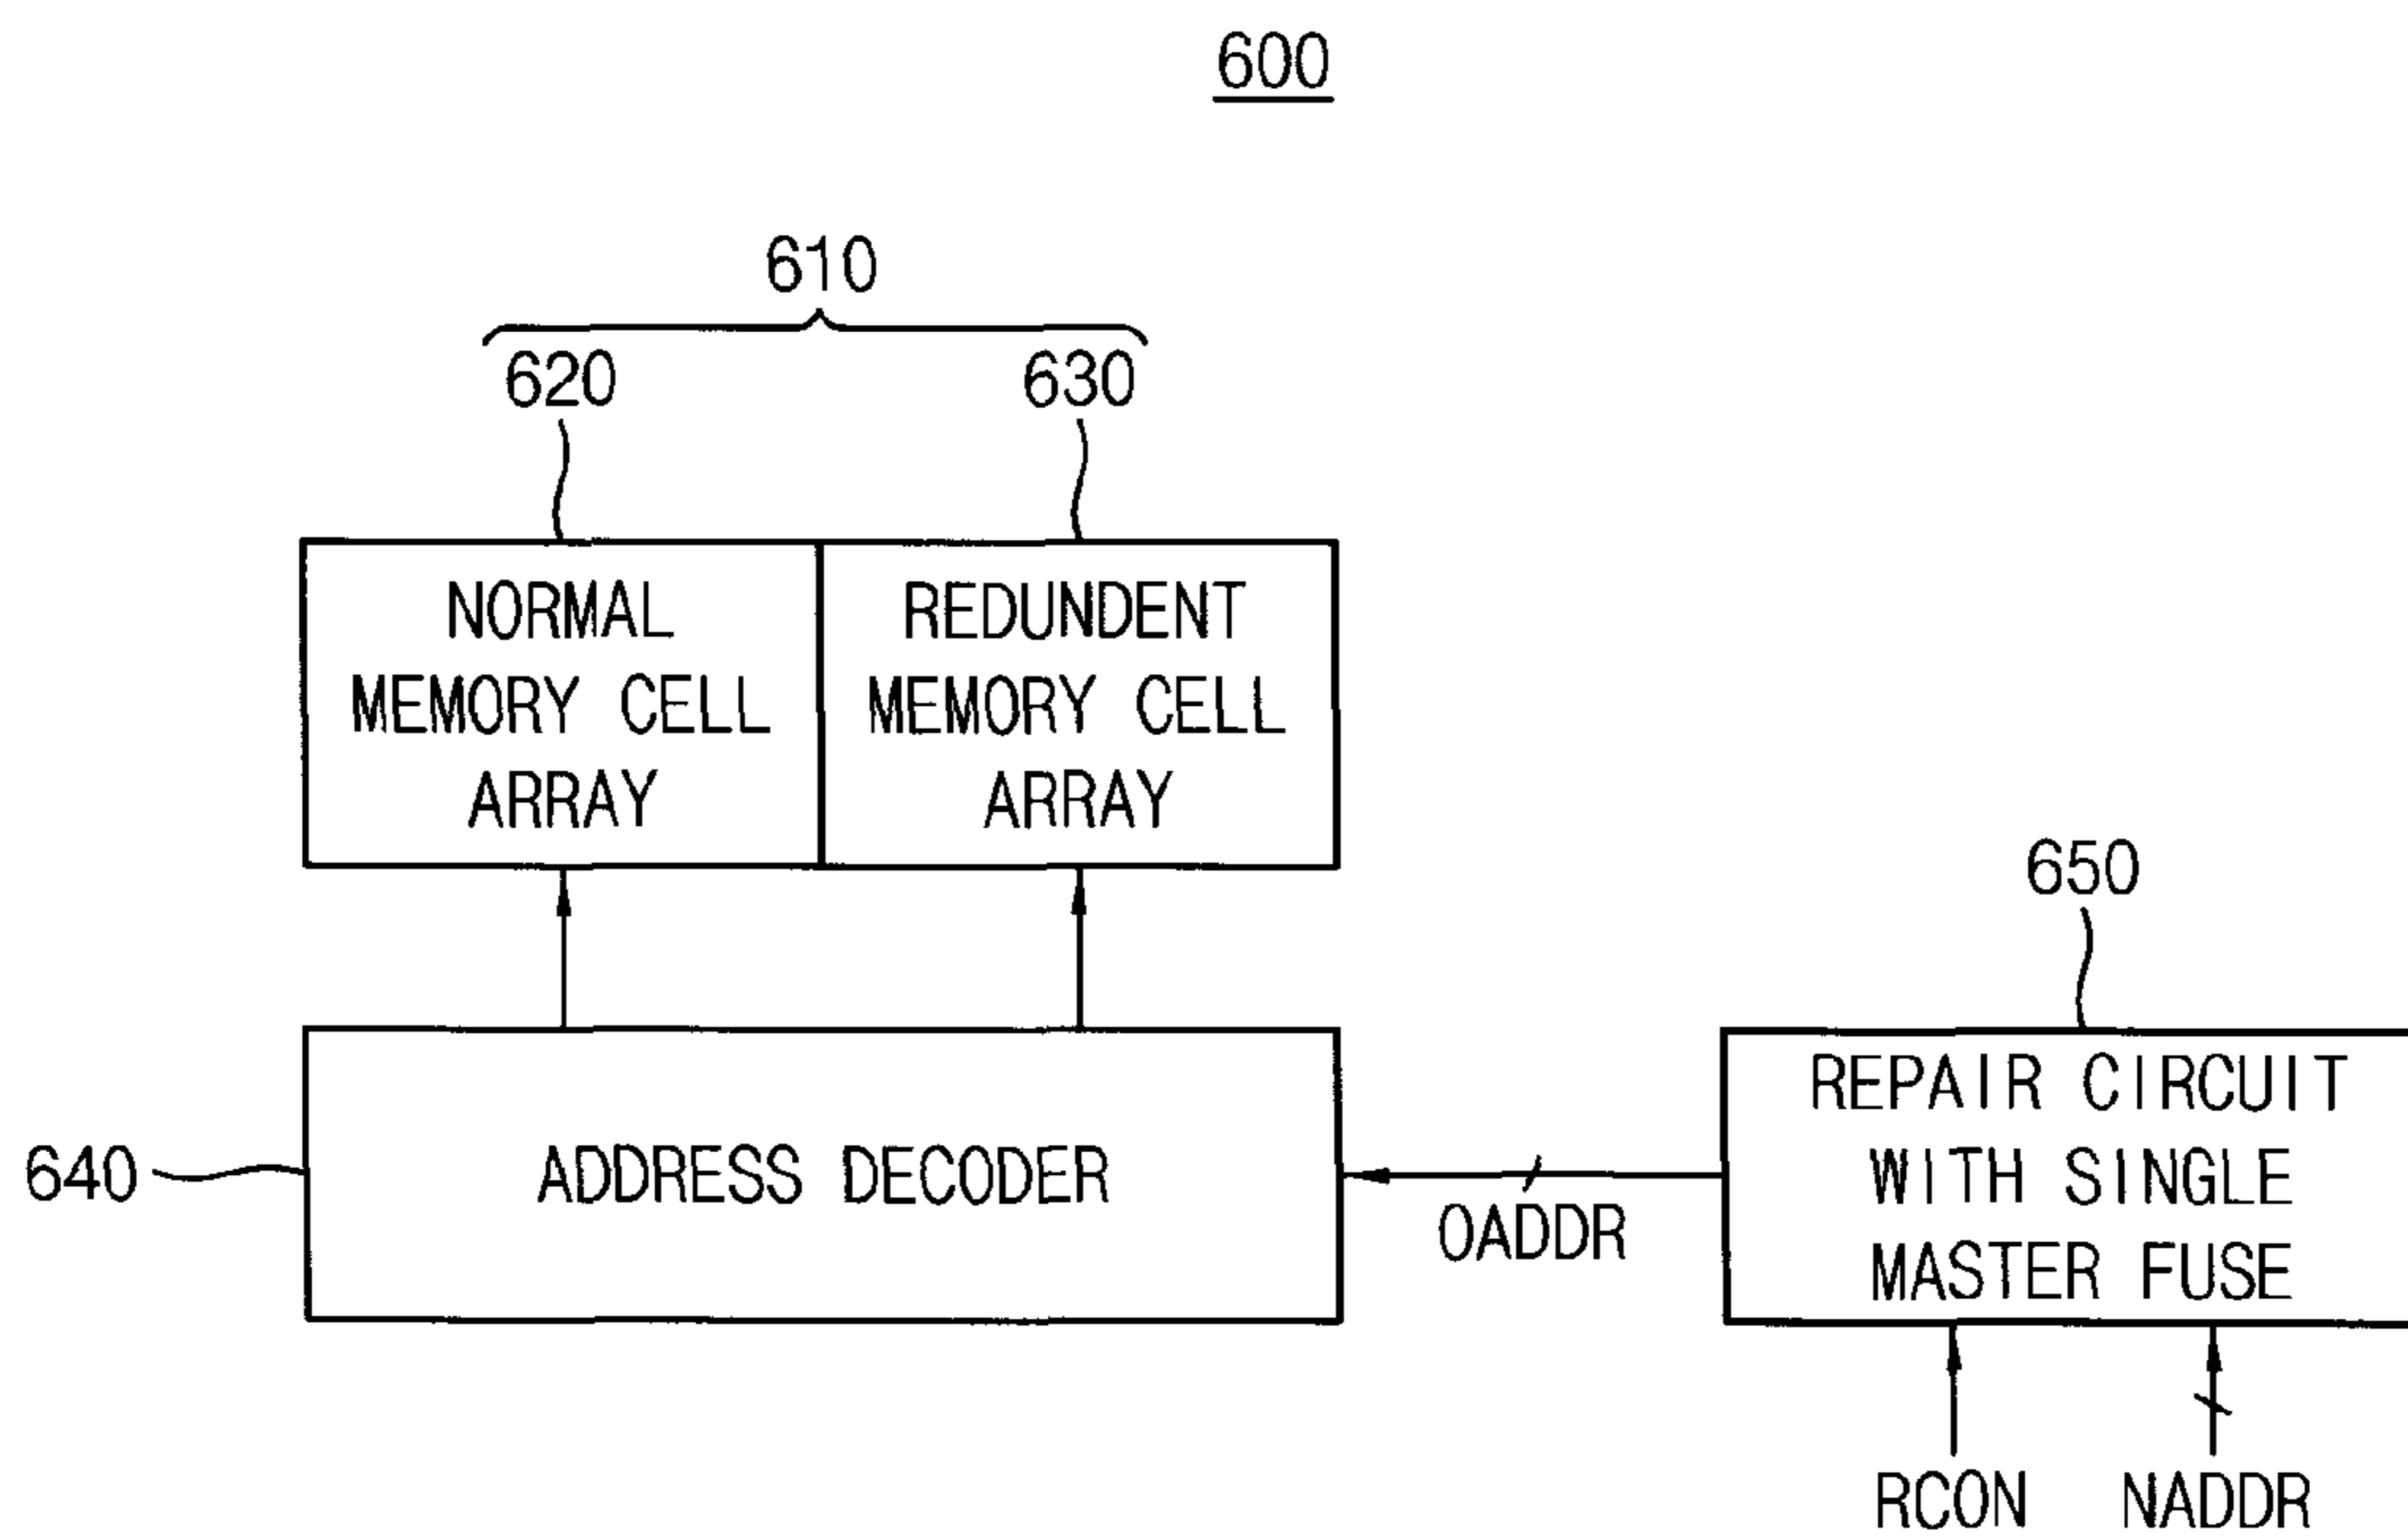 600
610
620
630
NORMAL
MEMORY CELL
ARRAY
REDUNDENT
MEMORY CELL
ARRAY
650
640
ADDRESS DECODER
OADDR
REPAIR CIRCUIT
WITH SINGLE
MASTER FUSE
RCON
NADDR